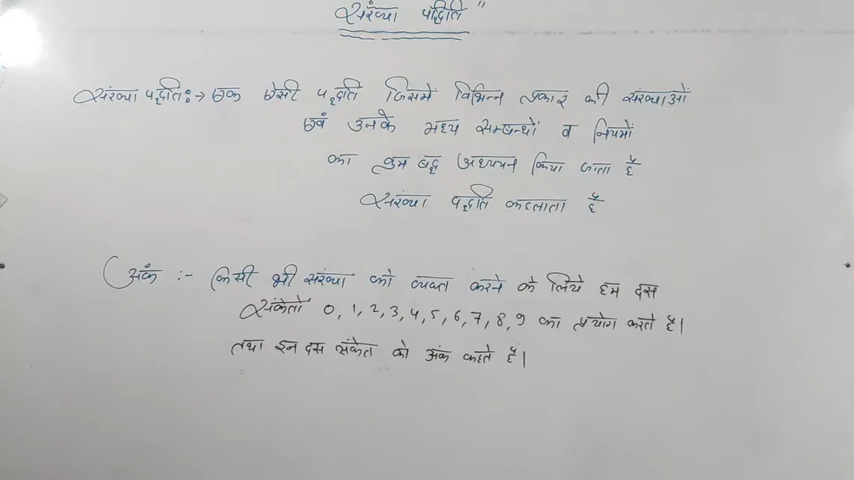 संख्या पद्धति "
संख्या पद्धति :→ एक ऐसी पद्धति जिसमे विभिन्न प्रकार की संख्याओं
एवं उनके मध्य सम्बन्धों व नियमों
का क्रम बद्ध अध्ययन किया जाता है
संख्या पद्धति कहलाता है
अंक :- किसी भी संख्या को व्यक्त करने के लिये हम दस
संकेतो 0, 1, 2, 3, 4, 5, 6, 7, 8, 9 का प्रयोग करते है।
तथा इन दस संकेत को अंक कहते है।